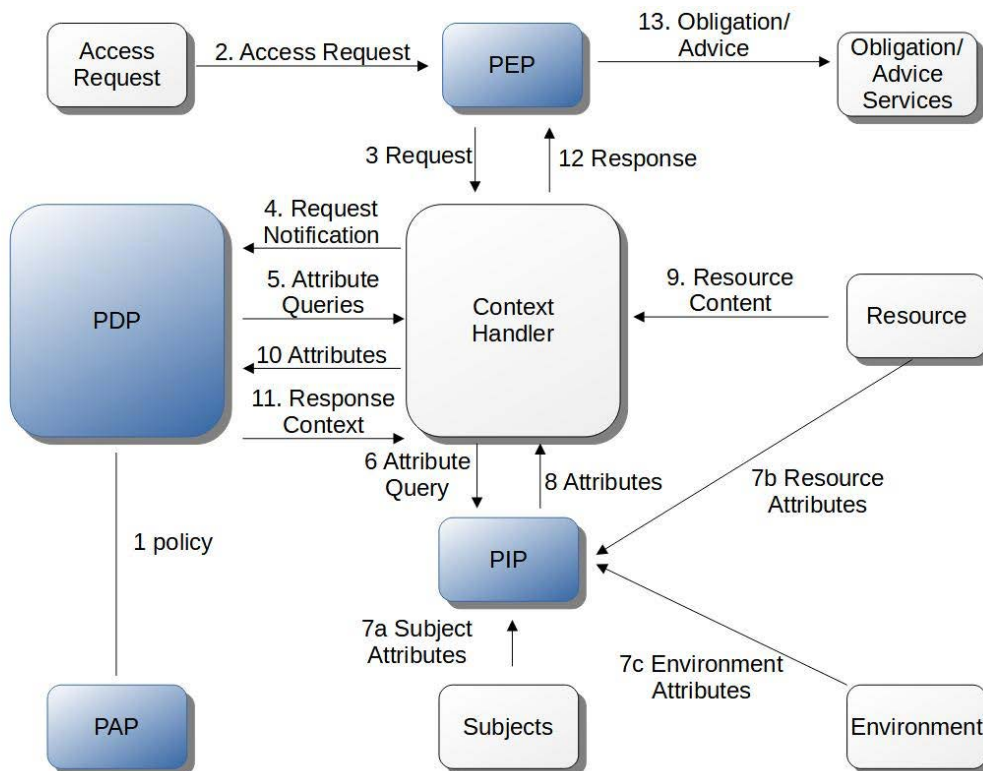 Access
Request
2. Access Request
PEP
13. Obligation/
Advice
Obligation/
Advice
Services
3 Request
12 Response
4. Request
Notification
5. Attribute
Queries
PDP
10 Attributes
11. Response
Context
Context
Handler
9. Resource
Content
Resource
6 Attribute
Query
8 Attributes
7b Resource
Attributes
1 policy
PIP
7a Subject
Attributes
7c Environment
Attributes
PAP
Subjects
Environment